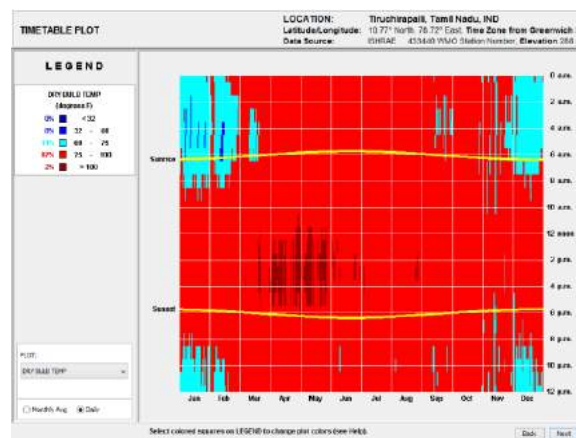 TIMETABLE PLOT
LOCATION: Tiruchirapalli, Tamil Nadu, IND
Latitude/Longitude: 10.77° North, 78.72° East, Time Zone from Greenwich
Data Source: ISHRAE 433440 WMO Station Number, Elevation 288
LEGEND
DRY BULB TEMP
(degrees F)
0% < 32
0% 32 -
- 75
75 - 100
2% > 100
PLOT:
DRY BULB TEMP
Monthly Avg Daily
0 a.m.
2 a.m.
4 a.m.
Sunrise 6 a.m.
8 a.m.
10 a.m.
12 noon
2 p.m.
4 p.m.
Sunset 6 p.m.
8 p.m.
10 p.m.
12 p.m.
Jan Feb Mar Apr May Jun Jul Aug Sep Oct Nov Dec
Select colored squares on LEGEND to change plot colors (see Help).
Back Next